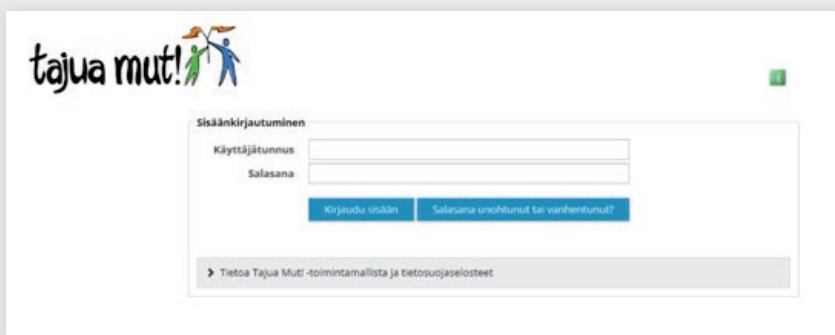 tajua mut!
Sisäänkirjautuminen
Käyttäjätunnus
Salasana
Kirjaudu sisään Salasana unohtunut tai vanhentunut?
Tietoa Tajua Mut! -toimintamallista ja tietosuojaselosteet